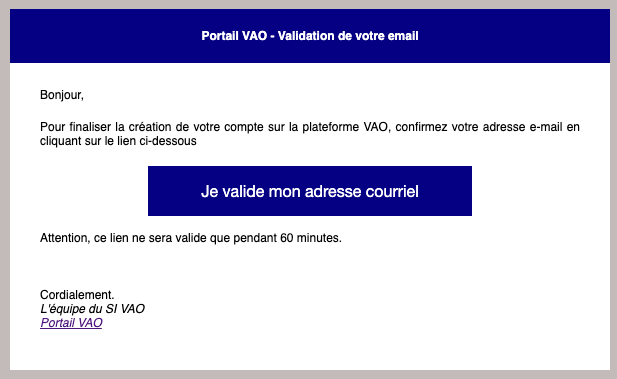 Portail VAO - Validation de votre email
Bonjour,
Pour finaliser la création de votre compte sur la plateforme VAO, confirmez votre adresse e-mail en
cliquant sur le lien ci-dessous
Je valide mon adresse courriel
Attention, ce lien ne sera valide que pendant 60 minutes.
Cordialement.
L'équipe du SI VAO
Portail VAO